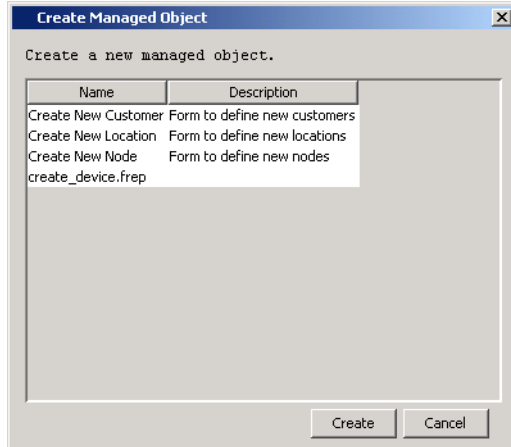 Create Managed Object
Create a new managed object.
Name Description
Create New Customer Form to define new customers
Create New Location Form to define new locations
Create New Node Form to define new nodes
create_device.frep
Create Cancel